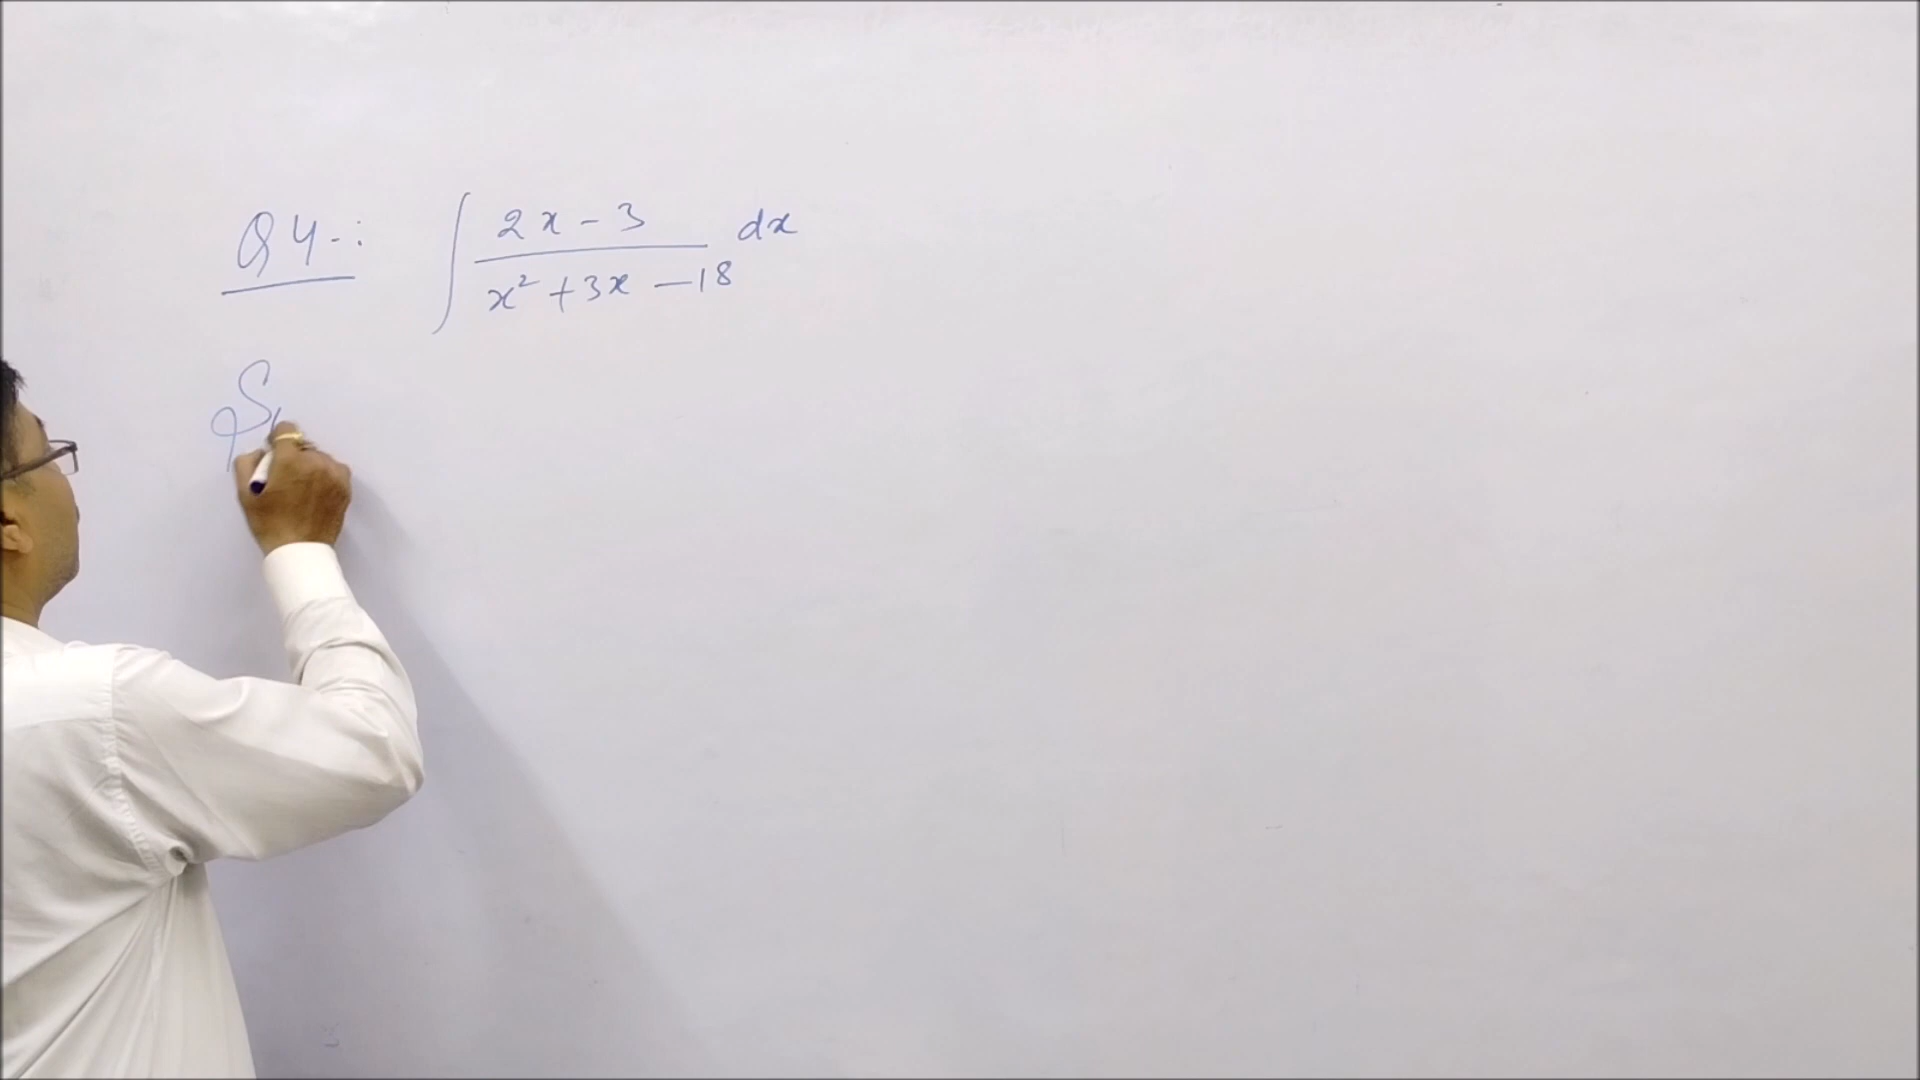 Q4-: ∫ (2x - 3)/(x² + 3x - 18) dx
S